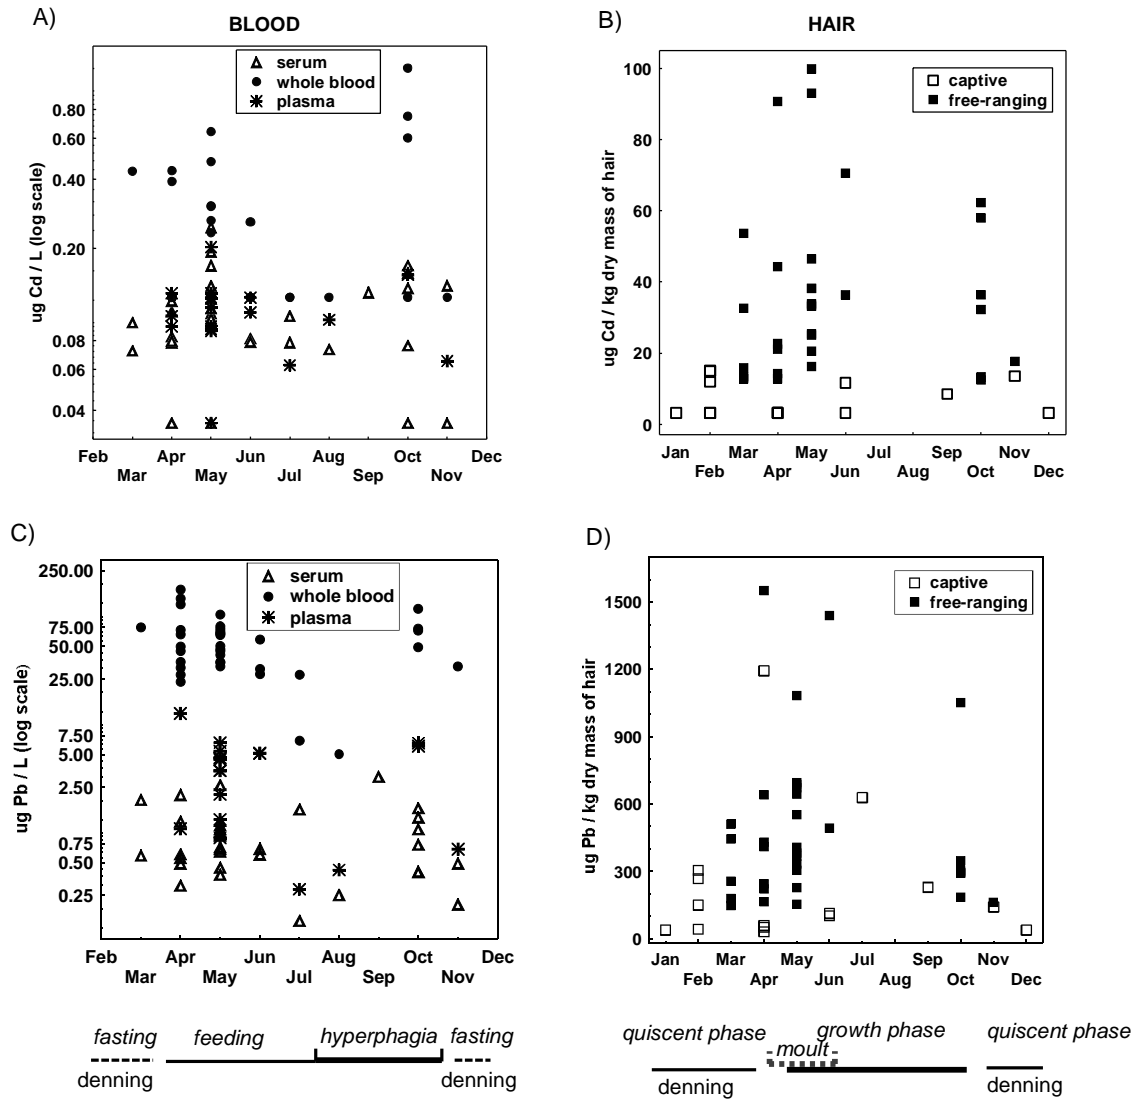 A)
BLOOD
serum
whole blood
plasma
ug Cd / L (log scale)
0.80
0.60
0.40
0.20
0.08
0.06
0.04
Feb Apr May Jun Aug Oct Dec
Mar Jul Sep Nov
B)
HAIR
captive
free-ranging
ug Cd / kg dry mass of hair
100
80
60
40
20
0
Jan Mar May Jul Sep Nov
Feb Apr Jun Aug Oct Dec
C)
serum
whole blood
plasma
ug Pb / L (log scale)
250.00
75.00
50.00
25.00
7.50
5.00
2.50
0.75
0.50
0.25
Feb Apr Jun Aug Oct Dec
Mar May Jul Sep Nov
D)
captive
free-ranging
ug Pb / kg dry mass of hair
1500
1200
900
600
300
0
Jan Mar May Jul Sep Nov
Feb Apr Jun Aug Oct Dec
fasting feeding hyperphagia fasting
denning denning
quiscent phase growth phase quiscent phase
moult
denning denning